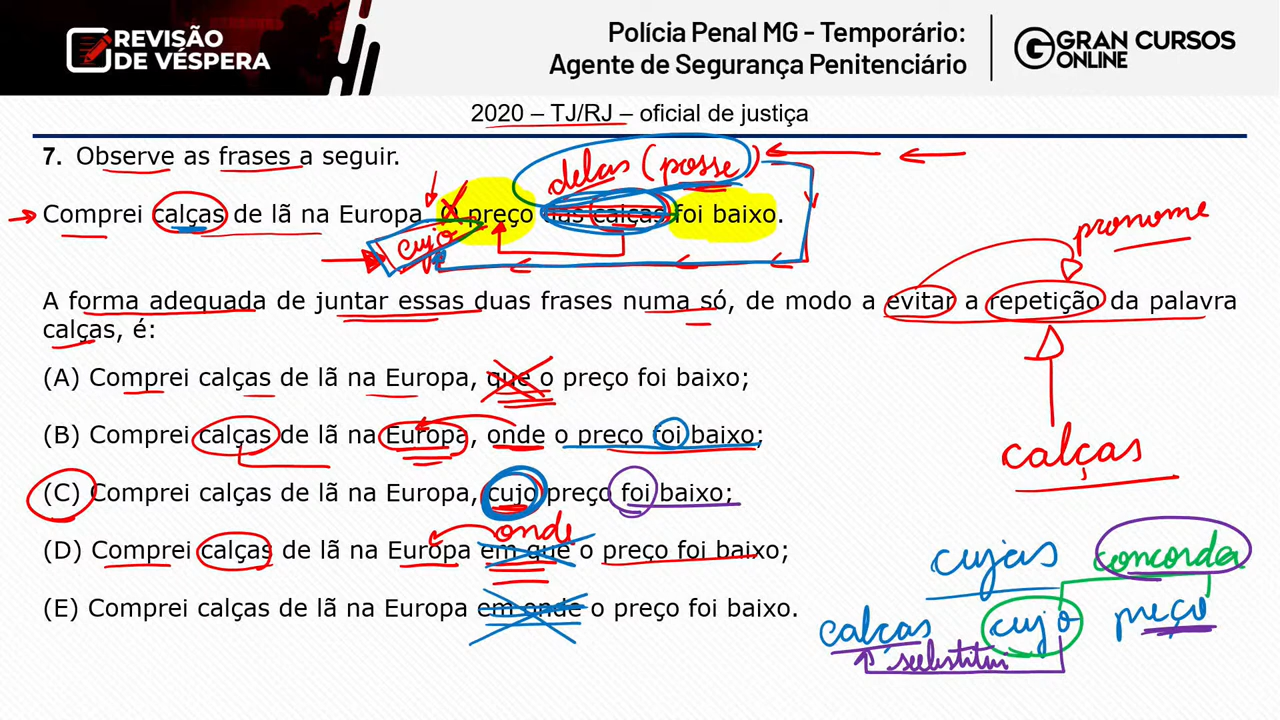 REVISÃO
DE VÉSPERA
Polícia Penal MG - Temporário:
Agente de Segurança Penitenciário
GRAN CURSOS
ONLINE
2020 – TJ/RJ – oficial de justiça
7. Observe as frases a seguir.
delas (posse)
Comprei calças de lã na Europa. O preço das calças foi baixo.
cujo
pronome
A forma adequada de juntar essas duas frases numa só, de modo a evitar a repetição da palavra
calças, é:
(A) Comprei calças de lã na Europa, que o preço foi baixo;
(B) Comprei calças de lã na Europa, onde o preço foi baixo;
calças
(C) Comprei calças de lã na Europa, cujo preço foi baixo;
onde
(D) Comprei calças de lã na Europa em que o preço foi baixo;
(E) Comprei calças de lã na Europa em onde o preço foi baixo.
cujas concorda
calças cujo preço
substitui